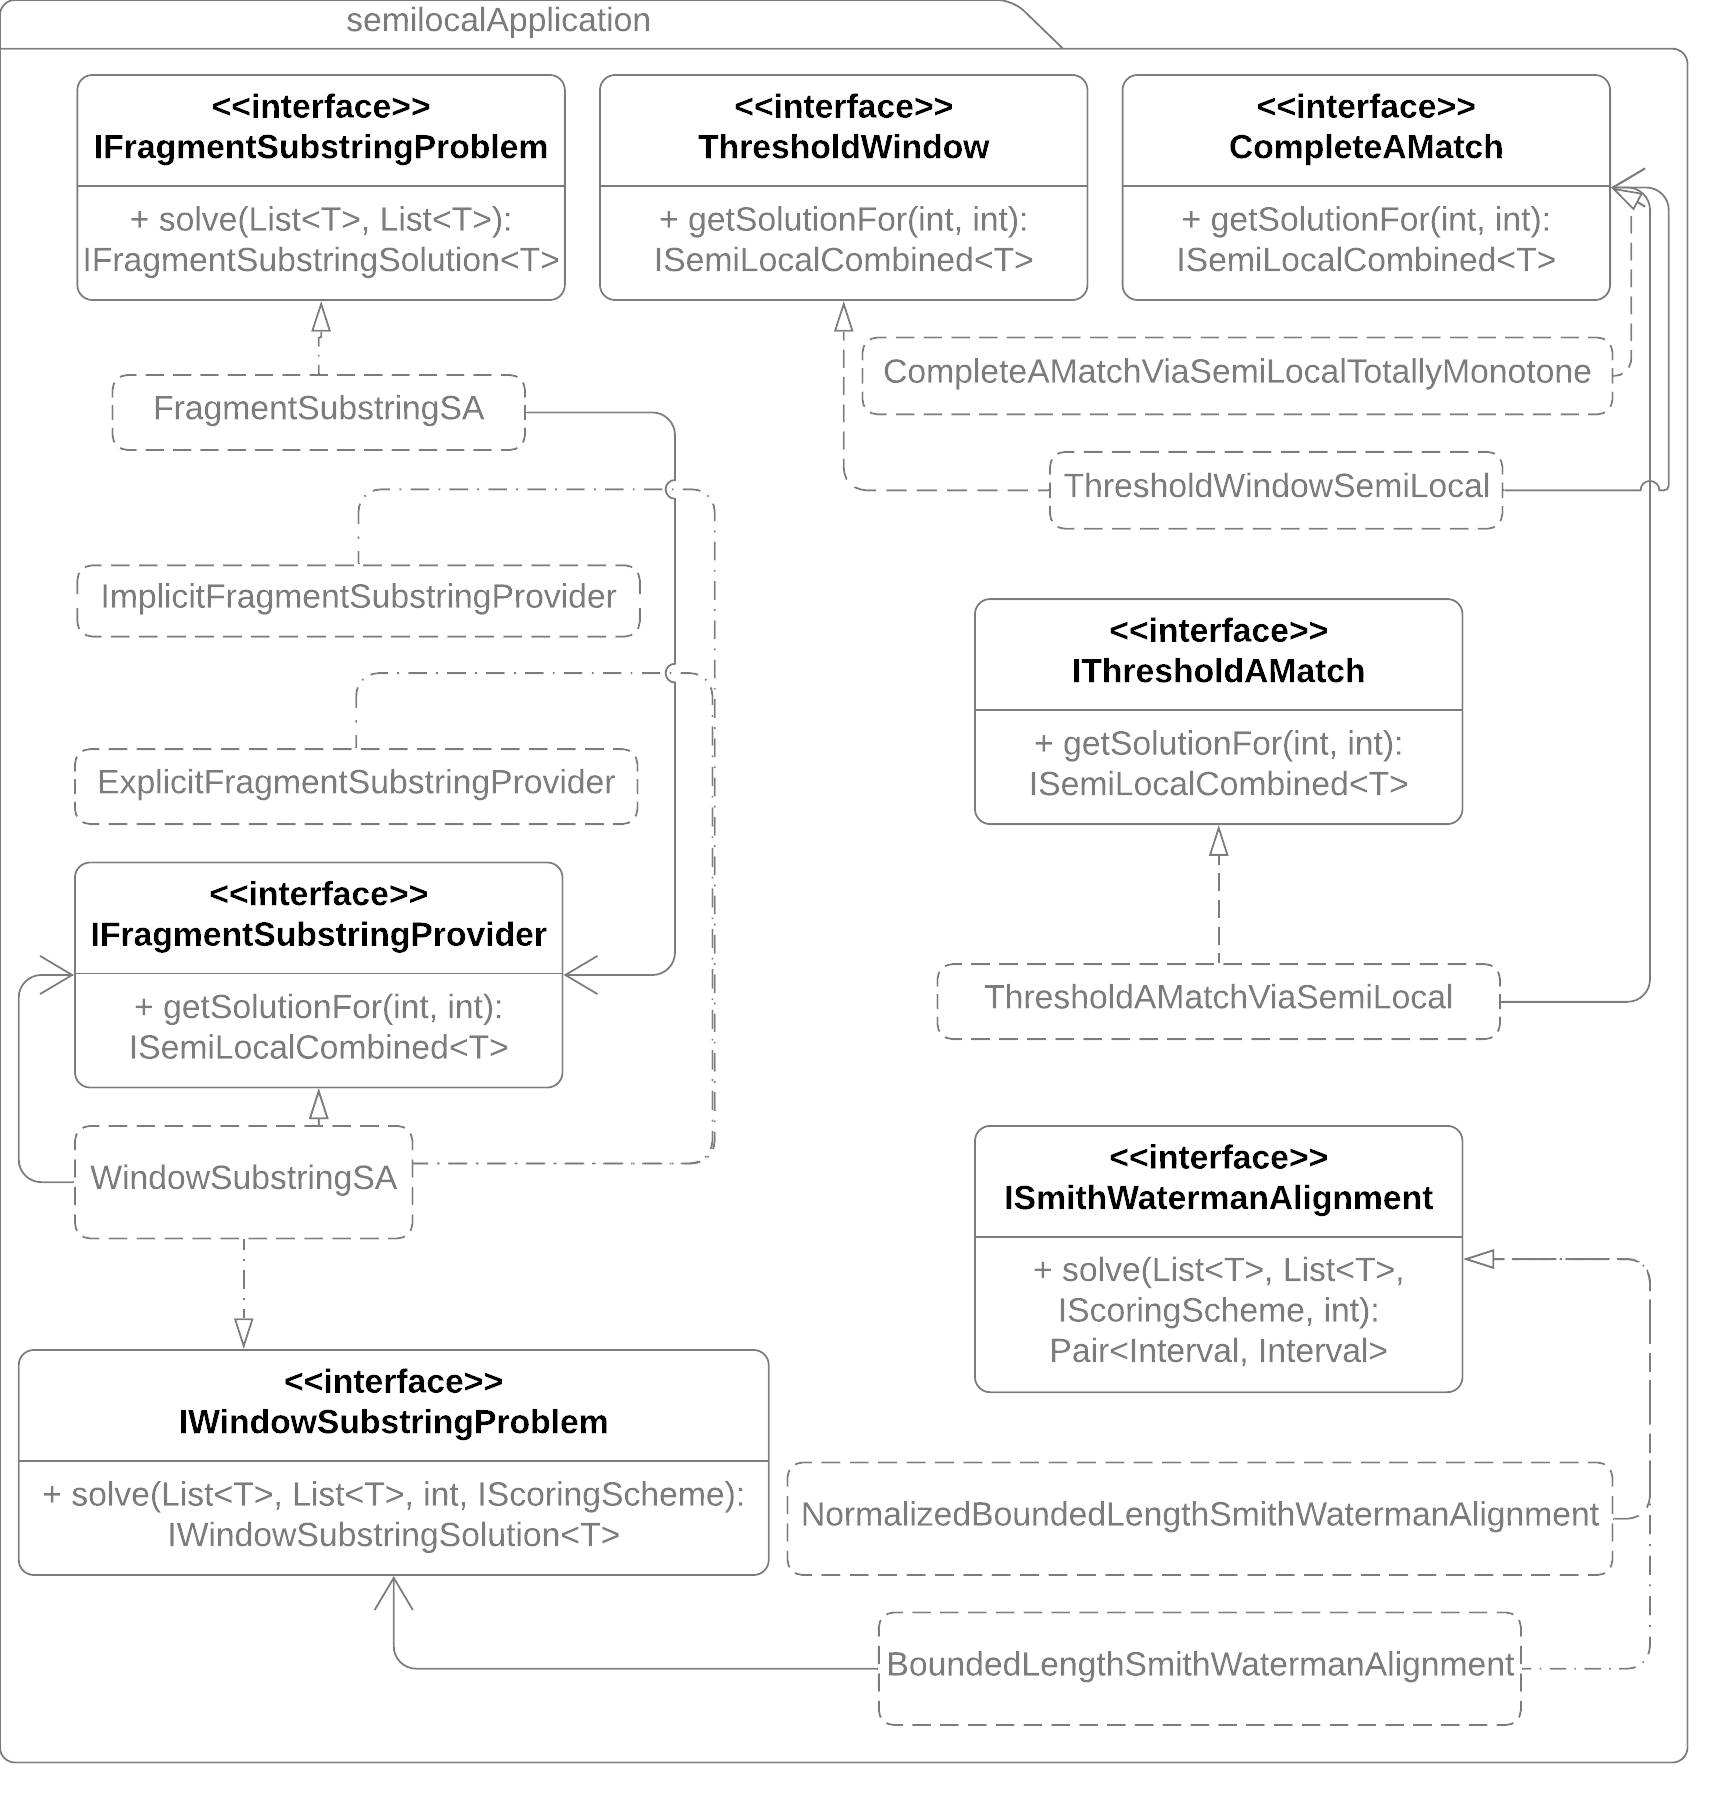 semilocalApplication
<<interface>>
IFragmentSubstringProblem
+ solve(List<T>, List<T>):
IFragmentSubstringSolution<T>
<<interface>>
ThresholdWindow
+ getSolutionFor(int, int):
ISemiLocalCombined<T>
<<interface>>
CompleteAMatch
+ getSolutionFor(int, int):
ISemiLocalCombined<T>
CompleteAMatchViaSemiLocalTotallyMonotone
FragmentSubstringSA
ThresholdWindowSemiLocal
ImplicitFragmentSubstringProvider
<<interface>>
IThresholdAMatch
+ getSolutionFor(int, int):
ISemiLocalCombined<T>
ExplicitFragmentSubstringProvider
<<interface>>
IFragmentSubstringProvider
+ getSolutionFor(int, int):
ISemiLocalCombined<T>
ThresholdAMatchViaSemiLocal
WindowSubstringSA
<<interface>>
ISmithWatermanAlignment
+ solve(List<T>, List<T>,
IScoringScheme, int):
Pair<Interval, Interval>
<<interface>>
IWindowSubstringProblem
+ solve(List<T>, List<T>, int, IScoringScheme):
IWindowSubstringSolution<T>
NormalizedBoundedLengthSmithWatermanAlignment
BoundedLengthSmithWatermanAlignment